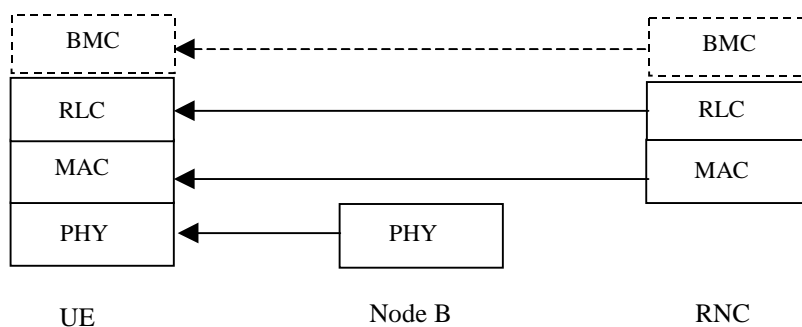 BMC BMC
RLC RLC
MAC MAC
PHY PHY
UE Node B RNC